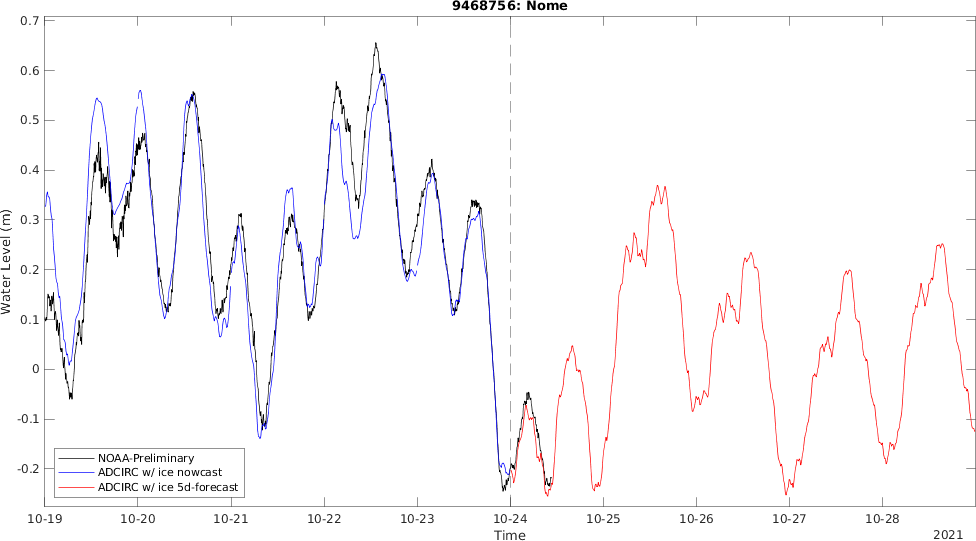 9468756: Nome
0.7
0.6
0.5
0.4
0.3
0.2
0.1
0
-0.1
-0.2
Water Level (m)
NOAA-Preliminary
ADCIRC w/ ice nowcast
ADCIRC w/ ice 5d-forecast
10-19 10-20 10-21 10-22 10-23 10-24 10-25 10-26 10-27 10-28
Time
2021